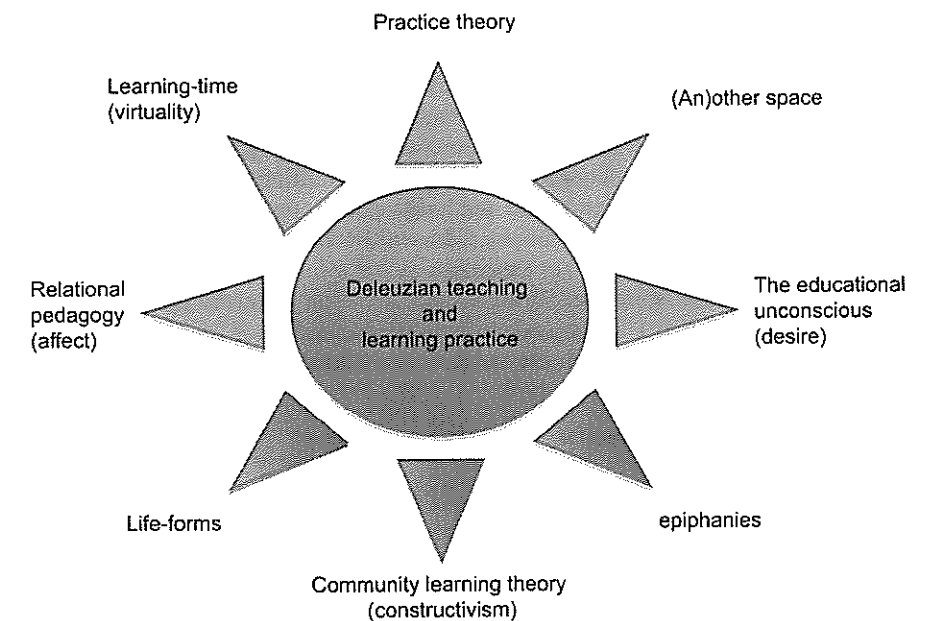 Practice theory
Learning-time
(virtuality)
(An)other space
Relational
pedagogy
(affect)
Deleuzian teaching
and
learning practice
The educational
unconscious
(desire)
Life-forms
epiphanies
Community learning theory
(constructivism)